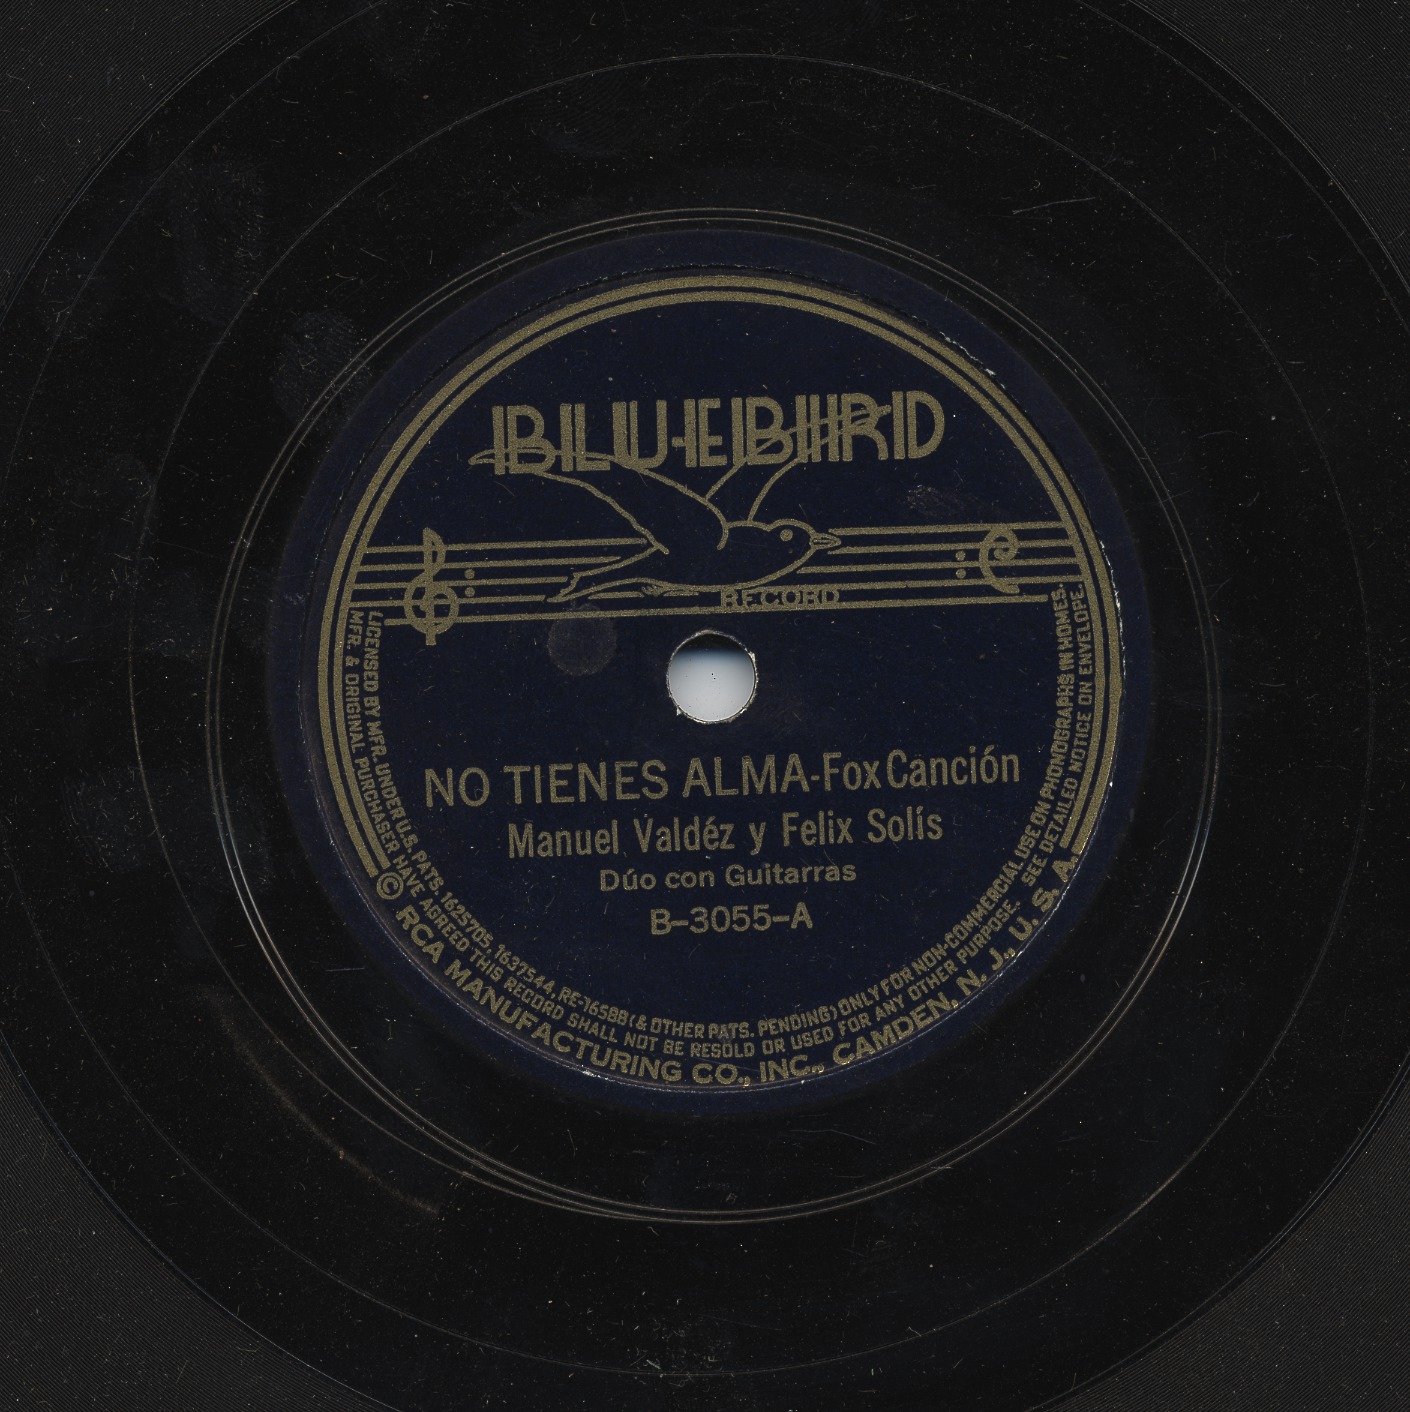 BLUEBIRD
RECORD
NO TIENES ALMA-Fox Canción
Manuel Valdéz y Felix Solís
Dúo con Guitarras
B-3055-A
LICENSED BY MFR. UNDER U.S. PATS. 1625705, 1637544, RE-16588 (& OTHER PATS. PENDING) ONLY FOR NON-COMMERCIAL USE ON PHONOGRAPHS IN HOMES.
MFR. & ORIGINAL PURCHASER HAVE AGREED THIS RECORD SHALL NOT BE RESOLD OR USED FOR ANY OTHER PURPOSE. SEE DETAILED NOTICE ON ENVELOPE.
© RCA MANUFACTURING CO., INC., CAMDEN, N. J., U. S. A.